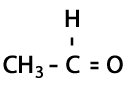 H
CH₃ - C = O